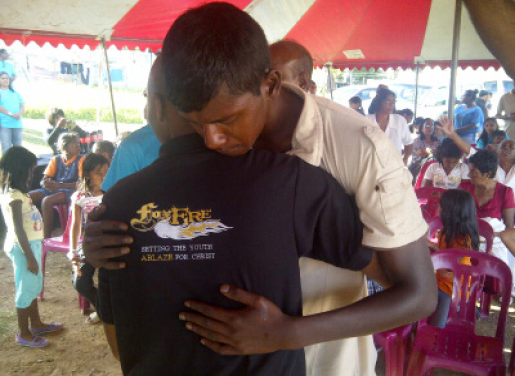 FOXFIRE
SETTING THE YOUTH
ABLAZE FOR CHRIST